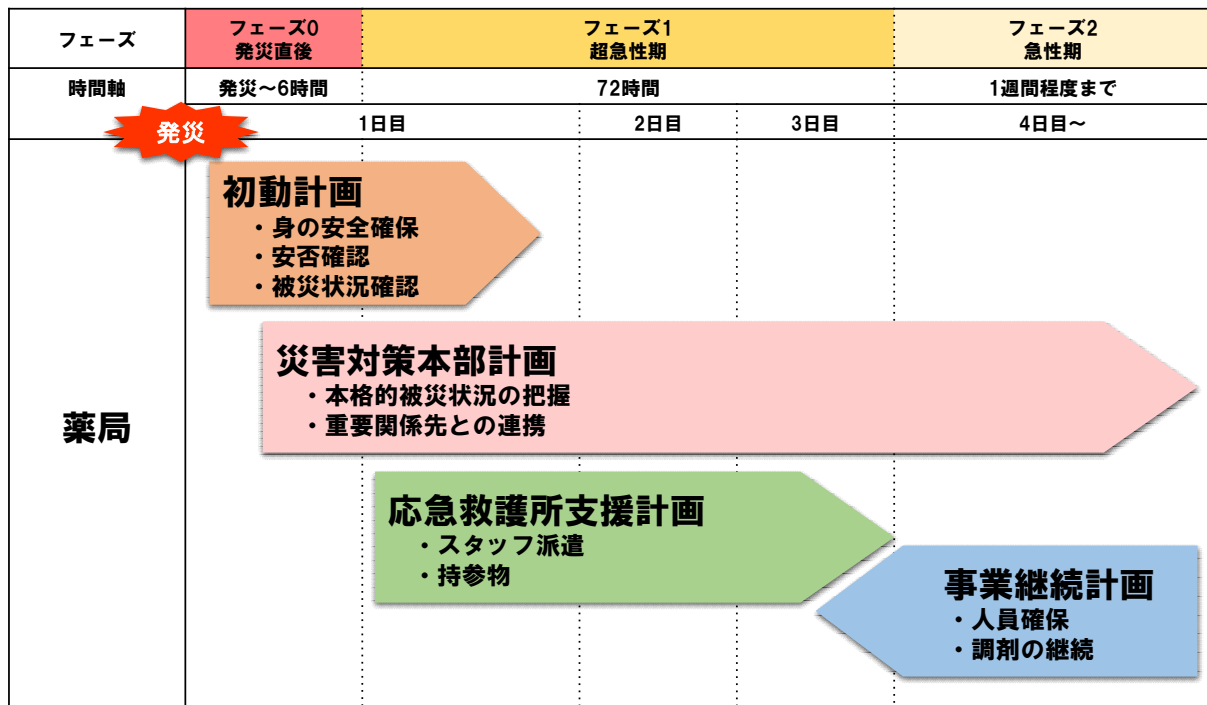 フェーズ
フェーズ0
発災直後
フェーズ1
超急性期
フェーズ2
急性期
時間軸
発災～6時間
72時間
1週間程度まで
発災
1日目
2日目
3日目
4日目～
薬局
初動計画
・身の安全確保
・安否確認
・被災状況確認
災害対策本部計画
・本格的被災状況の把握
・重要関係先との連携
応急救護所支援計画
・スタッフ派遣
・持参物
事業継続計画
・人員確保
・調剤の継続